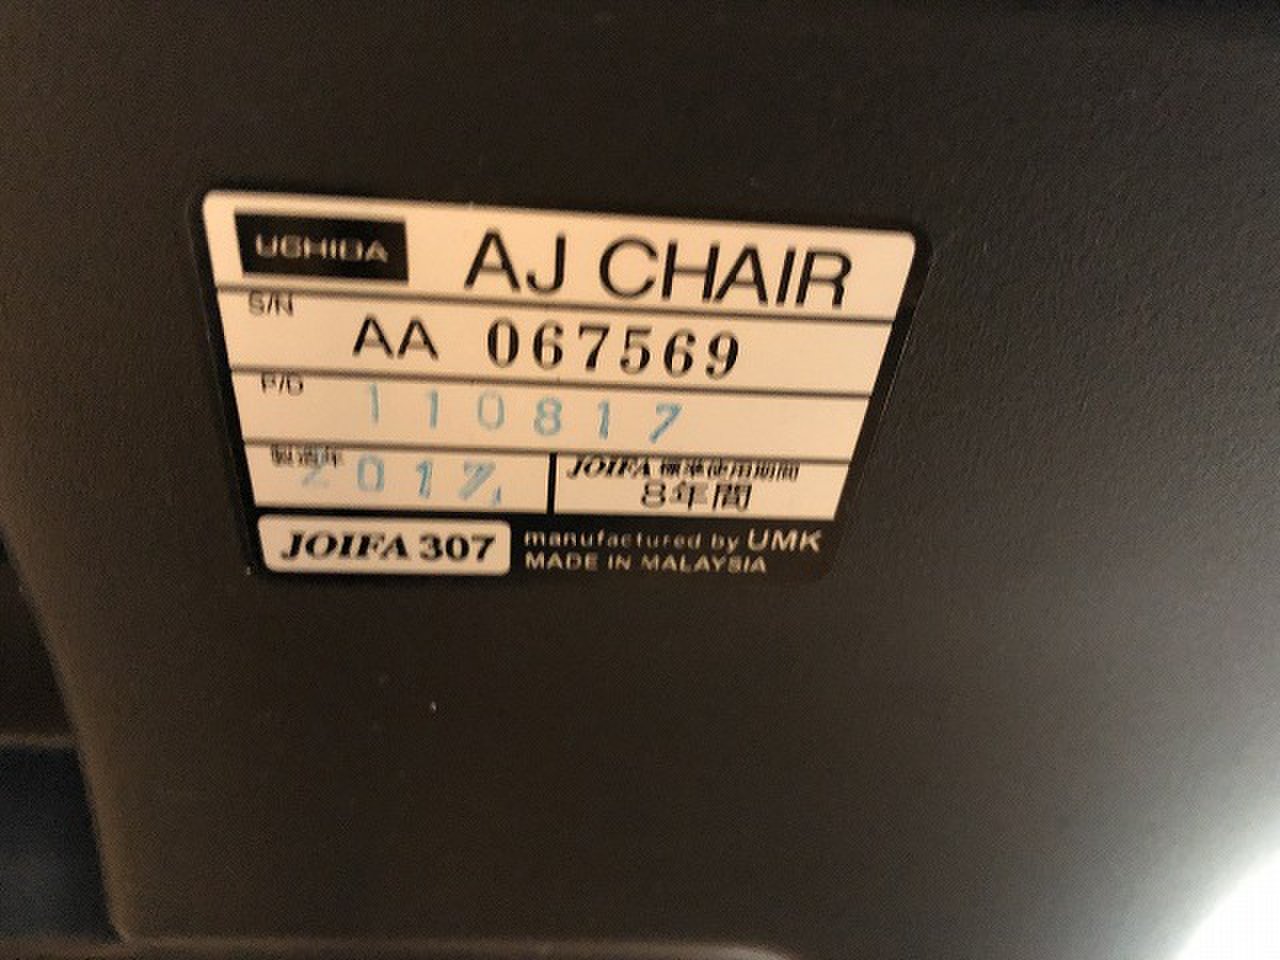 UCHIDA
AJ CHAIR
S/N
AA 067569
P/D
110817
製造年
2017
JOIFA 標準使用期間
8年間
JOIFA 307
manufactured by UMK
MADE IN MALAYSIA